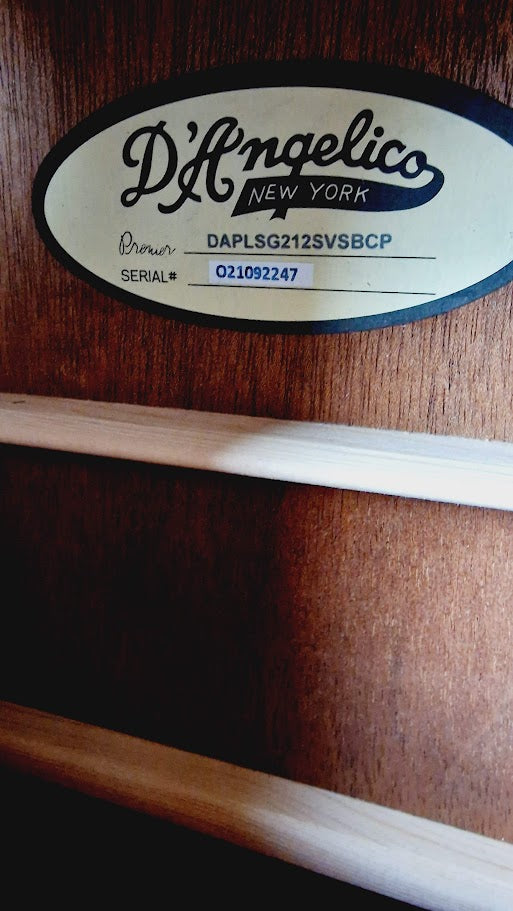 D'Angelico
NEW YORK
Premier DAPLSG212SVSBCP
SERIAL# O21092247